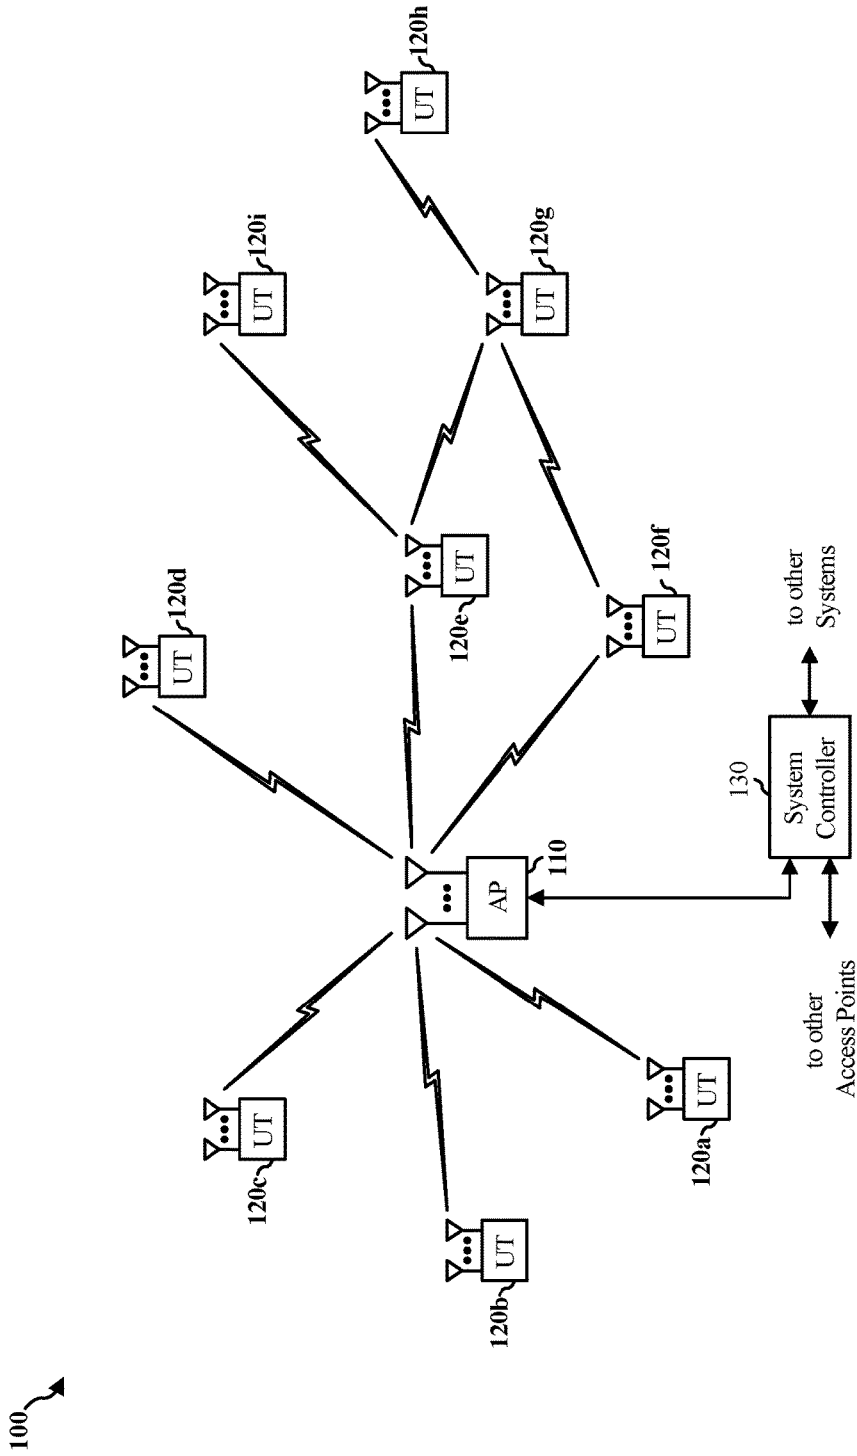 100
120d
UT
120i
UT
120h
UT
120c
UT
120e
UT
120g
UT
120b
UT
110
AP
120f
UT
120a
UT
130
System
Controller
to other
Systems
to other
Access Points